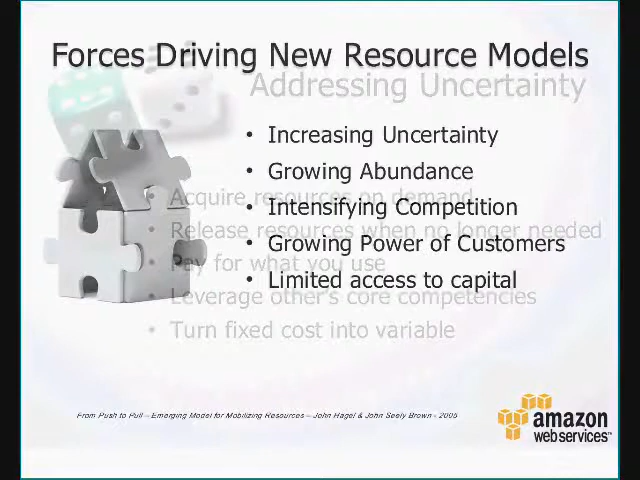 Forces Driving New Resource Models
Addressing Uncertainty
• Increasing Uncertainty
• Growing Abundance
• Acquire resources on demand
• Intensifying Competition
• Release resources when no longer needed
• Growing Power of Customers
• Pay for what you use
• Limited access to capital
• Leverage other's core competencies
• Turn fixed cost into variable
From Push to Pull – Emerging Model for Mobilizing Resources – John Hagel & John Seely Brown - 2005
amazon
webservices™